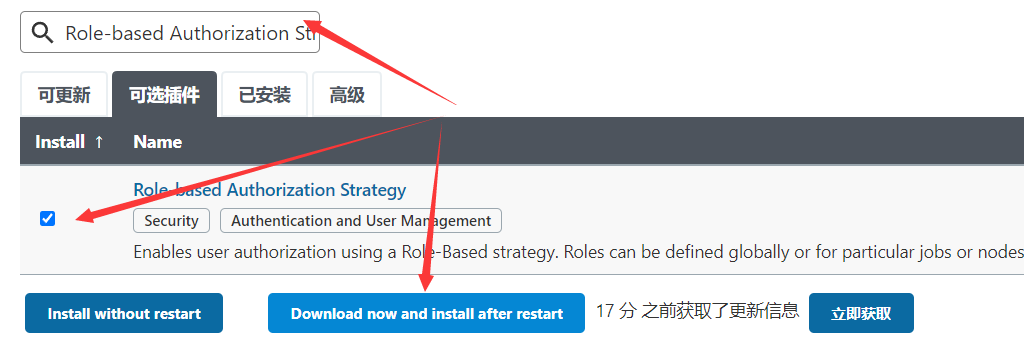 Role-based Authorization Str
可更新 可选插件 已安装 高级
Install ↑ Name
Role-based Authorization Strategy
Security Authentication and User Management
Enables user authorization using a Role-Based strategy. Roles can be defined globally or for particular jobs or nodes
Install without restart Download now and install after restart 17 分 之前获取了更新信息 立即获取